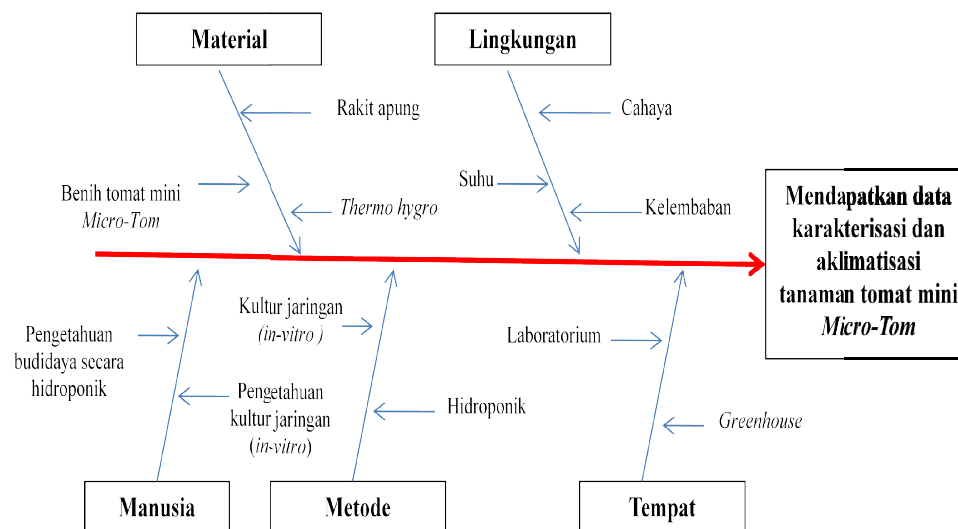 Material
Lingkungan
Rakit apung
Cahaya
Benih tomat mini
Micro-Tom
Suhu
Thermo hygro
Kelembaban
Mendapatkan data
karakterisasi dan
aklimatisasi
tanaman tomat mini
Micro-Tom
Pengetahuan
budidaya secara
hidroponik
Kultur jaringan
(in-vitro )
Laboratorium
Pengetahuan
kultur jaringan
(in-vitro)
Hidroponik
Greenhouse
Manusia
Metode
Tempat